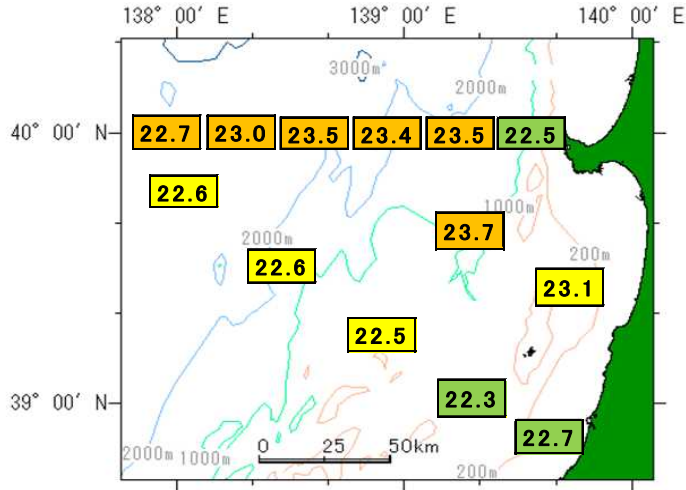 138° 00′ E 139° 00′ E 140° 00′ E
3000m
2000m
40° 00′ N
22.7 23.0 23.5 23.4 23.5 22.5
22.6
1000m
23.7
2000m
200m
22.6
23.1
22.5
39° 00′ N
22.3
22.7
0 25 50km
2000m 1000m
200m